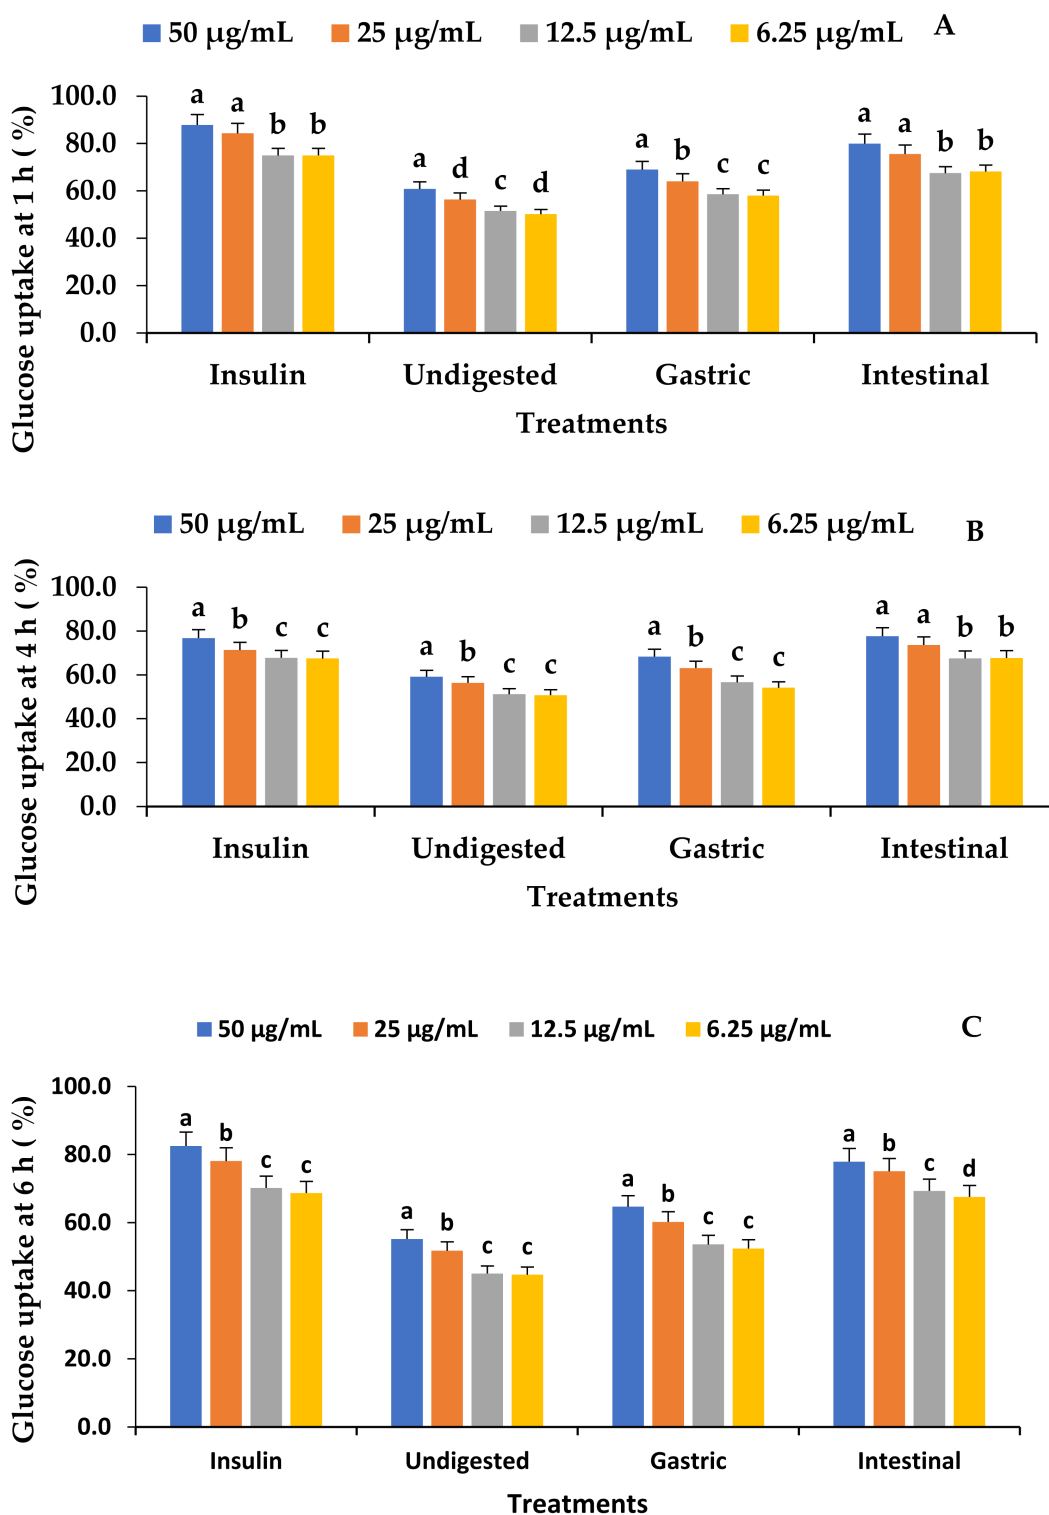 50 µg/mL 25 µg/mL 12.5 µg/mL 6.25 µg/mL A
Glucose uptake at 1 h ( %)
100.0
80.0
60.0
40.0
20.0
0.0
a a b b
a d c d
a b c c
a a b b
Insulin Undigested Gastric Intestinal
Treatments
50 µg/mL 25 µg/mL 12.5 µg/mL 6.25 µg/mL B
Glucose uptake at 4 h ( %)
100.0
80.0
60.0
40.0
20.0
0.0
a b c c
a b c c
a b c c
a a b b
Insulin Undigested Gastric Intestinal
Treatments
50 µg/mL 25 µg/mL 12.5 µg/mL 6.25 µg/mL C
Glucose uptake at 6 h ( %)
100.0
80.0
60.0
40.0
20.0
0.0
a b c c
a b c c
a b c c
a b c d
Insulin Undigested Gastric Intestinal
Treatments